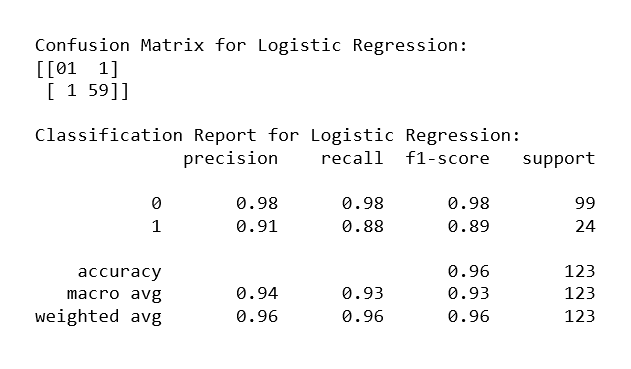 Confusion Matrix for Logistic Regression:
[[01  1]
 [ 1 59]]
Classification Report for Logistic Regression:
precision recall f1-score support
0 0.98 0.98 0.98 99
1 0.91 0.88 0.89 24
accuracy 0.96 123
macro avg 0.94 0.93 0.93 123
weighted avg 0.96 0.96 0.96 123